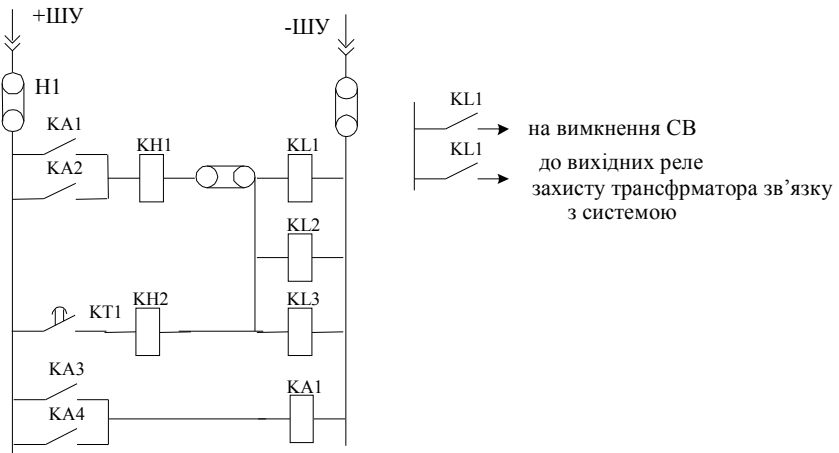 +ШУ
-ШУ
Н1
КА1
КН1
KL1
КА2
KL2
КН2
КТ1
KL3
КА3
КА4
КА1
KL1
на вимкнення СВ
KL1
до вихідних реле
захисту трансфрматора зв’язку
з системою